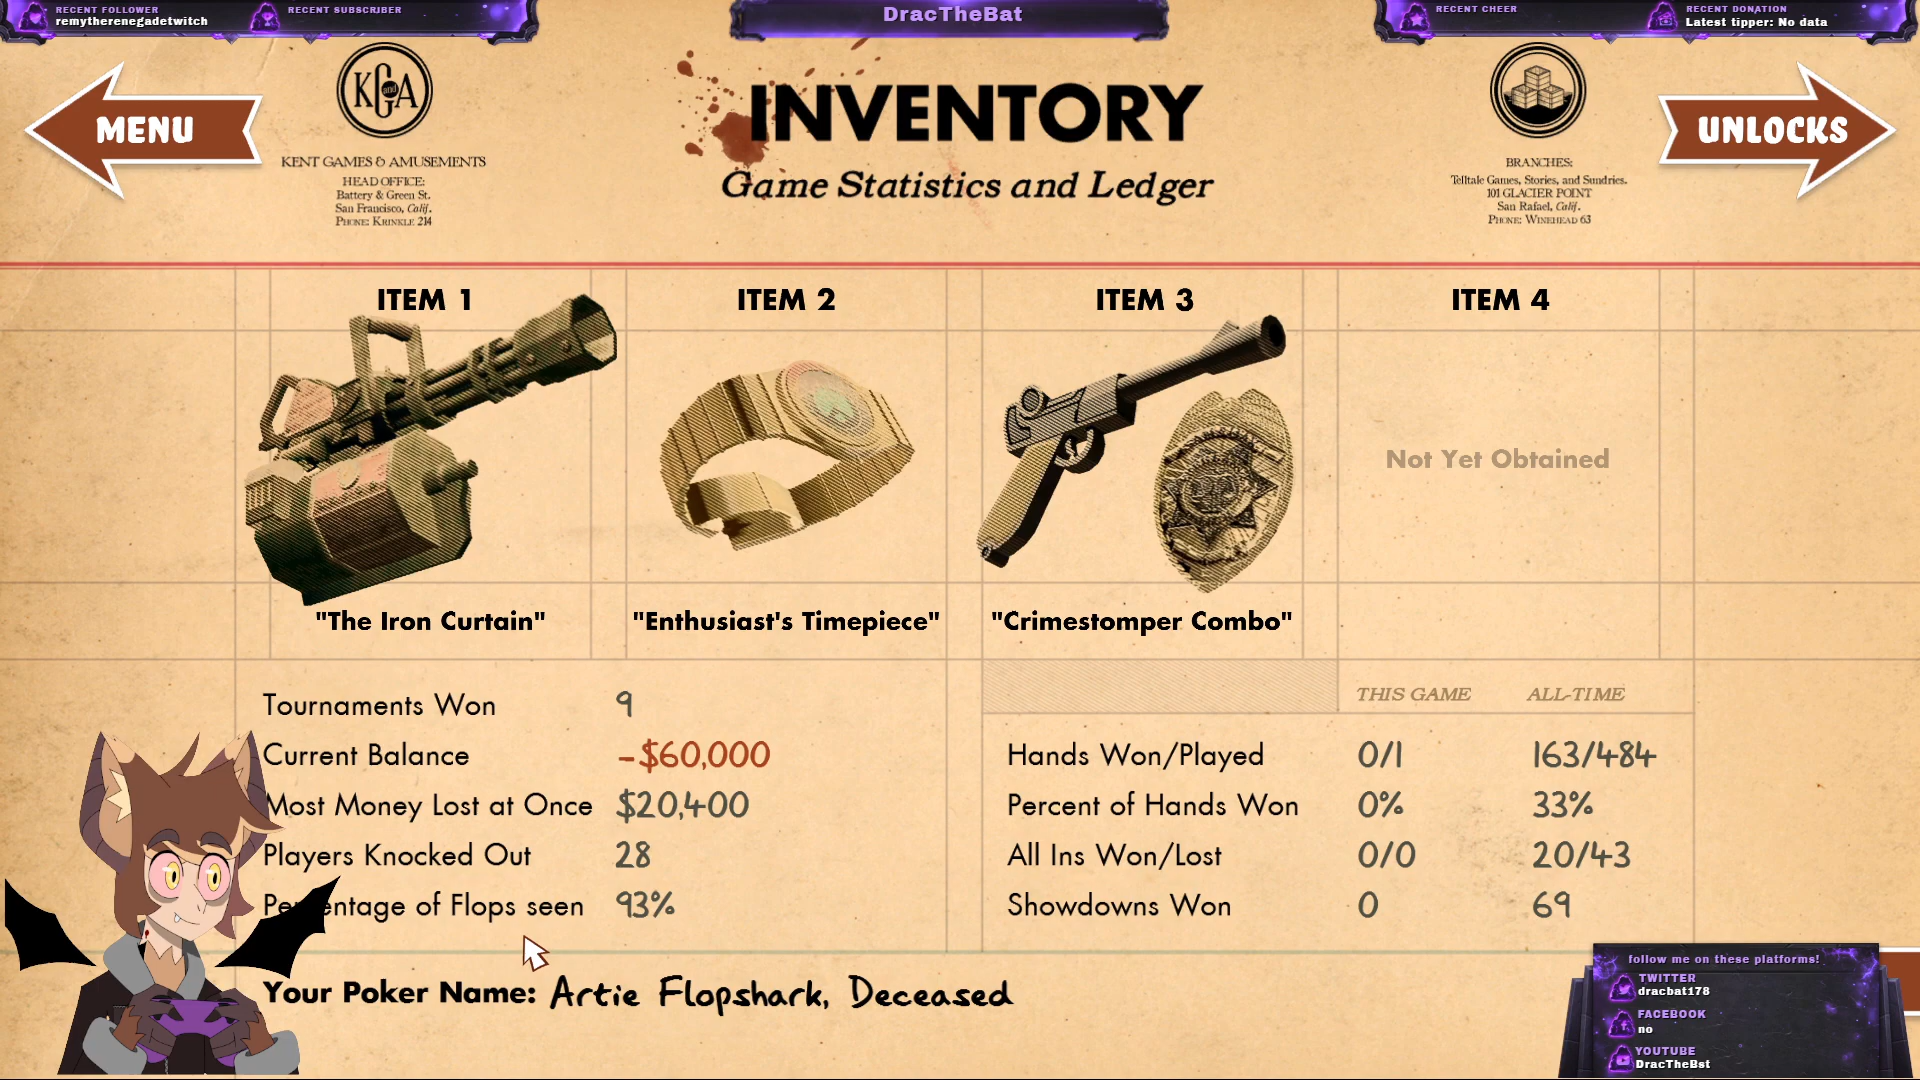 RECENT FOLLOWER
remytherenegadetwitch
RECENT SUBSCRIBER
DracTheBat
RECENT CHEER
RECENT DONATION
Latest tipper: No data
MENU
K and G A
KENT GAMES & AMUSEMENTS
HEAD OFFICE:
Battery & Green St.
San Francisco, Calif.
PHONE: KRINKLE 214
INVENTORY
Game Statistics and Ledger
BRANCHES:
Telltale Games, Stories, and Sundries.
101 GLACIER POINT
San Rafael, Calif.
PHONE: WINEHEAD 63
UNLOCKS
ITEM 1
ITEM 2
ITEM 3
ITEM 4
Not Yet Obtained
"The Iron Curtain"
"Enthusiast's Timepiece"
"Crimestomper Combo"
Tournaments Won 9
Current Balance -$60,000
Most Money Lost at Once $20,400
Players Knocked Out 28
Percentage of Flops seen 93%
THIS GAME ALL-TIME
Hands Won/Played 0/1 163/484
Percent of Hands Won 0% 33%
All Ins Won/Lost 0/0 20/43
Showdowns Won 0 69
Your Poker Name: Artie Flopshark, Deceased
follow me on these platforms!
TWITTER
dracbat178
FACEBOOK
no
YOUTUBE
DracTheBst